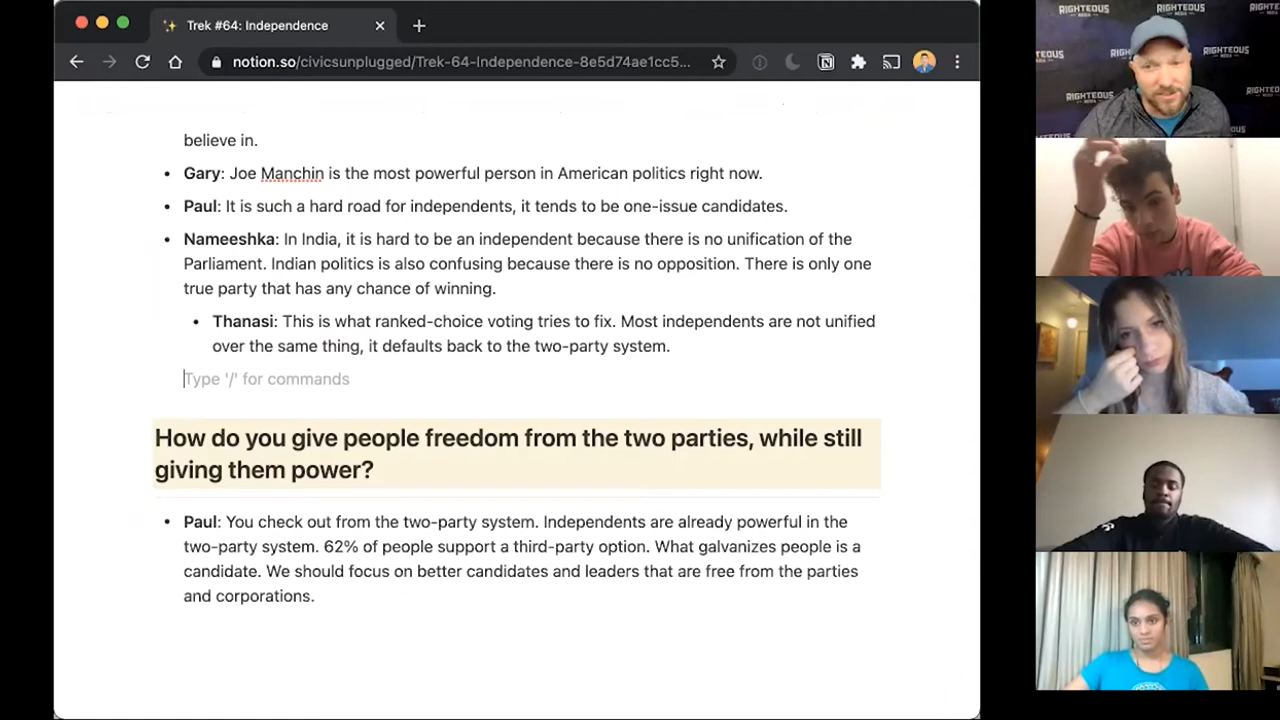 Trek #64: Independence
notion.so/civicsunplugged/Trek-64-Independence-8e5d74ae1cc5...
believe in.
• Gary: Joe Manchin is the most powerful person in American politics right now.
• Paul: It is such a hard road for independents, it tends to be one-issue candidates.
• Nameeshka: In India, it is hard to be an independent because there is no unification of the
Parliament. Indian politics is also confusing because there is no opposition. There is only one
true party that has any chance of winning.
• Thanasi: This is what ranked-choice voting tries to fix. Most independents are not unified
over the same thing, it defaults back to the two-party system.
Type '/' for commands
How do you give people freedom from the two parties, while still
giving them power?
• Paul: You check out from the two-party system. Independents are already powerful in the
two-party system. 62% of people support a third-party option. What galvanizes people is a
candidate. We should focus on better candidates and leaders that are free from the parties
and corporations.
RIGHTEOUS
MEDIA
RIGHTEOUS
RIGHTEOUS
RIGHTEOUS
MEDIA